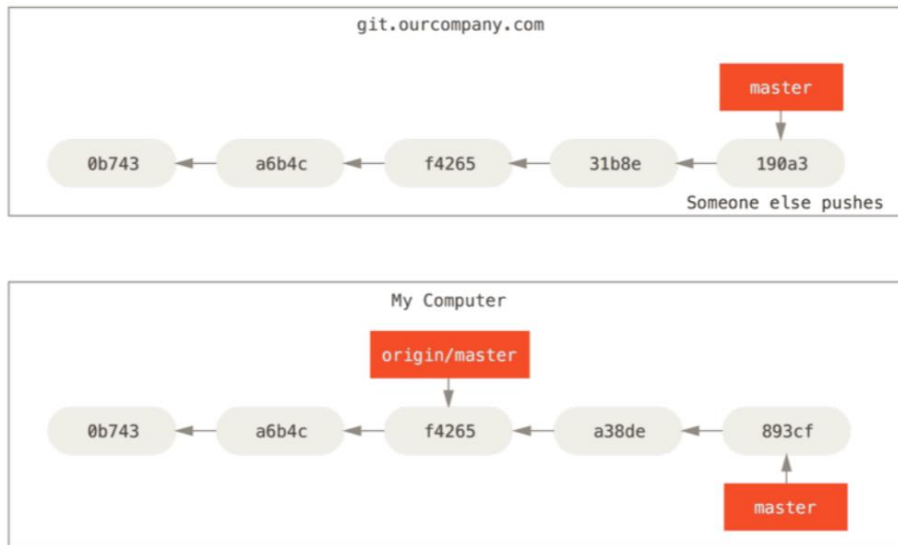 git.ourcompany.com
master
0b743 a6b4c f4265 31b8e 190a3
Someone else pushes
My Computer
origin/master
0b743 a6b4c f4265 a38de 893cf
master